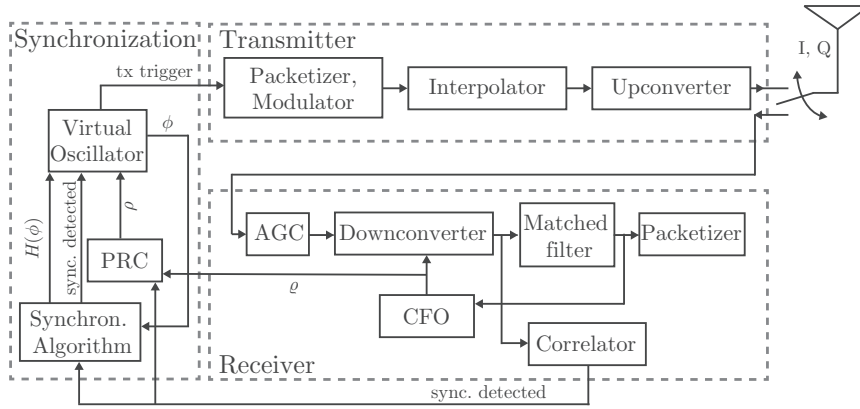 Synchronization
Transmitter
I, Q
tx trigger
Packetizer,
Modulator
Interpolator
Upconverter
Virtual
Oscillator
ϕ
H(ϕ)
sync. detected
ρ
AGC
Downconverter
Matched
filter
Packetizer
PRC
ϱ
CFO
Synchron.
Algorithm
Correlator
Receiver
sync. detected